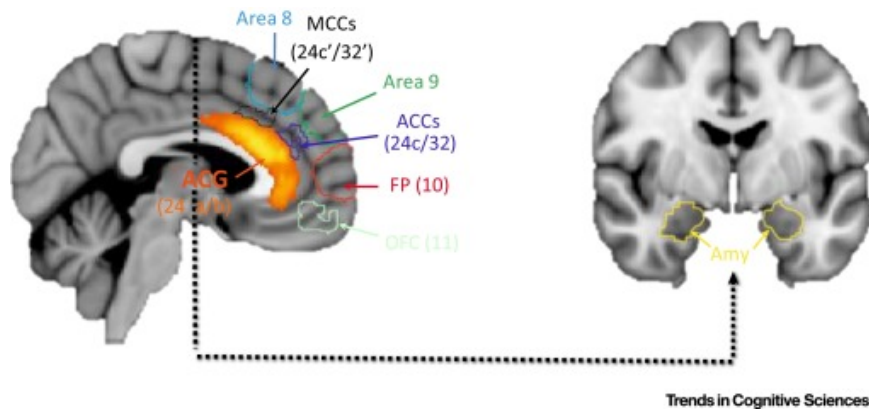 Area 8
MCCs
(24c'/32')
Area 9
ACCs
(24c/32)
ACG
(24
FP (10)
OFC (11)
Amy
Trends in Cognitive Sciences